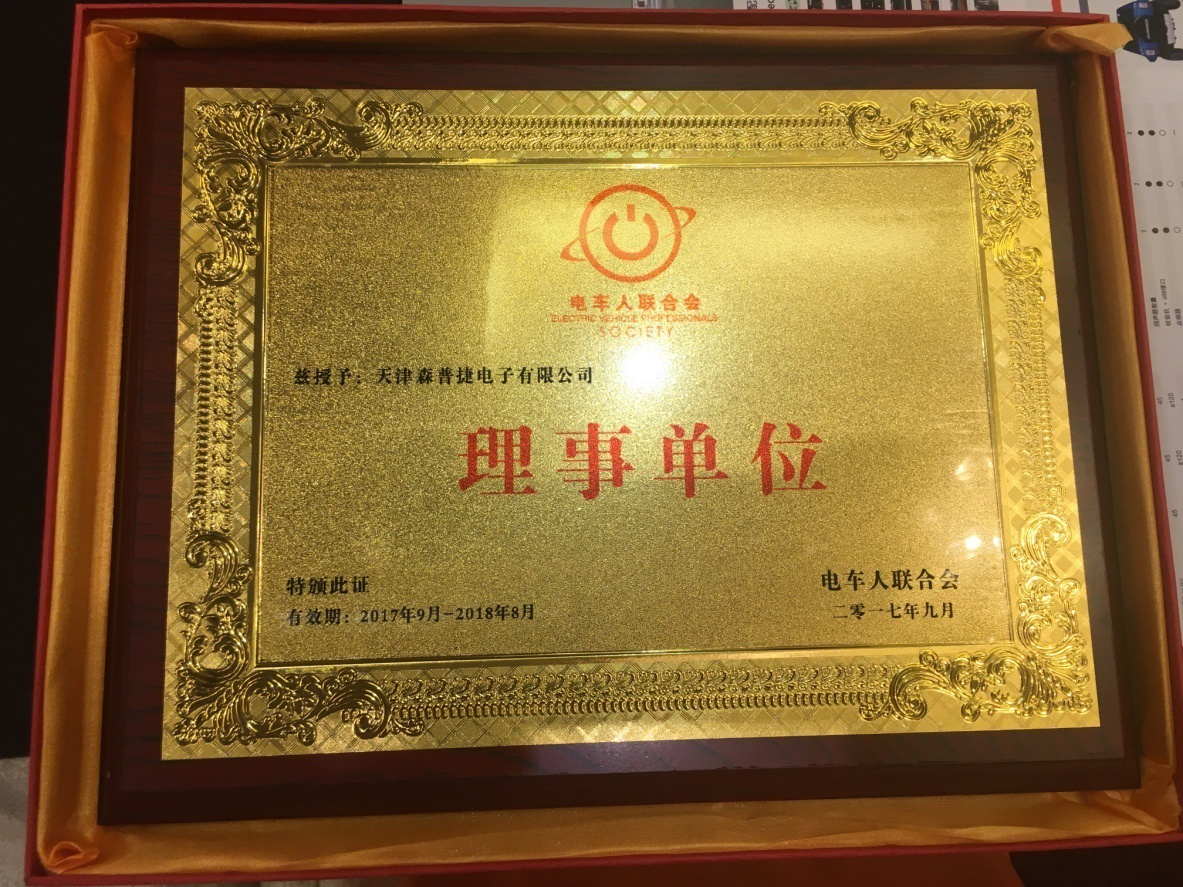 电车人联合会
ELECTRIC VEHICLE PROFESSIONALS
SOCIETY
兹授予：天津森普捷电子有限公司
理事单位
特颁此证
有效期：2017年9月-2018年8月
电车人联合会
二零一七年九月